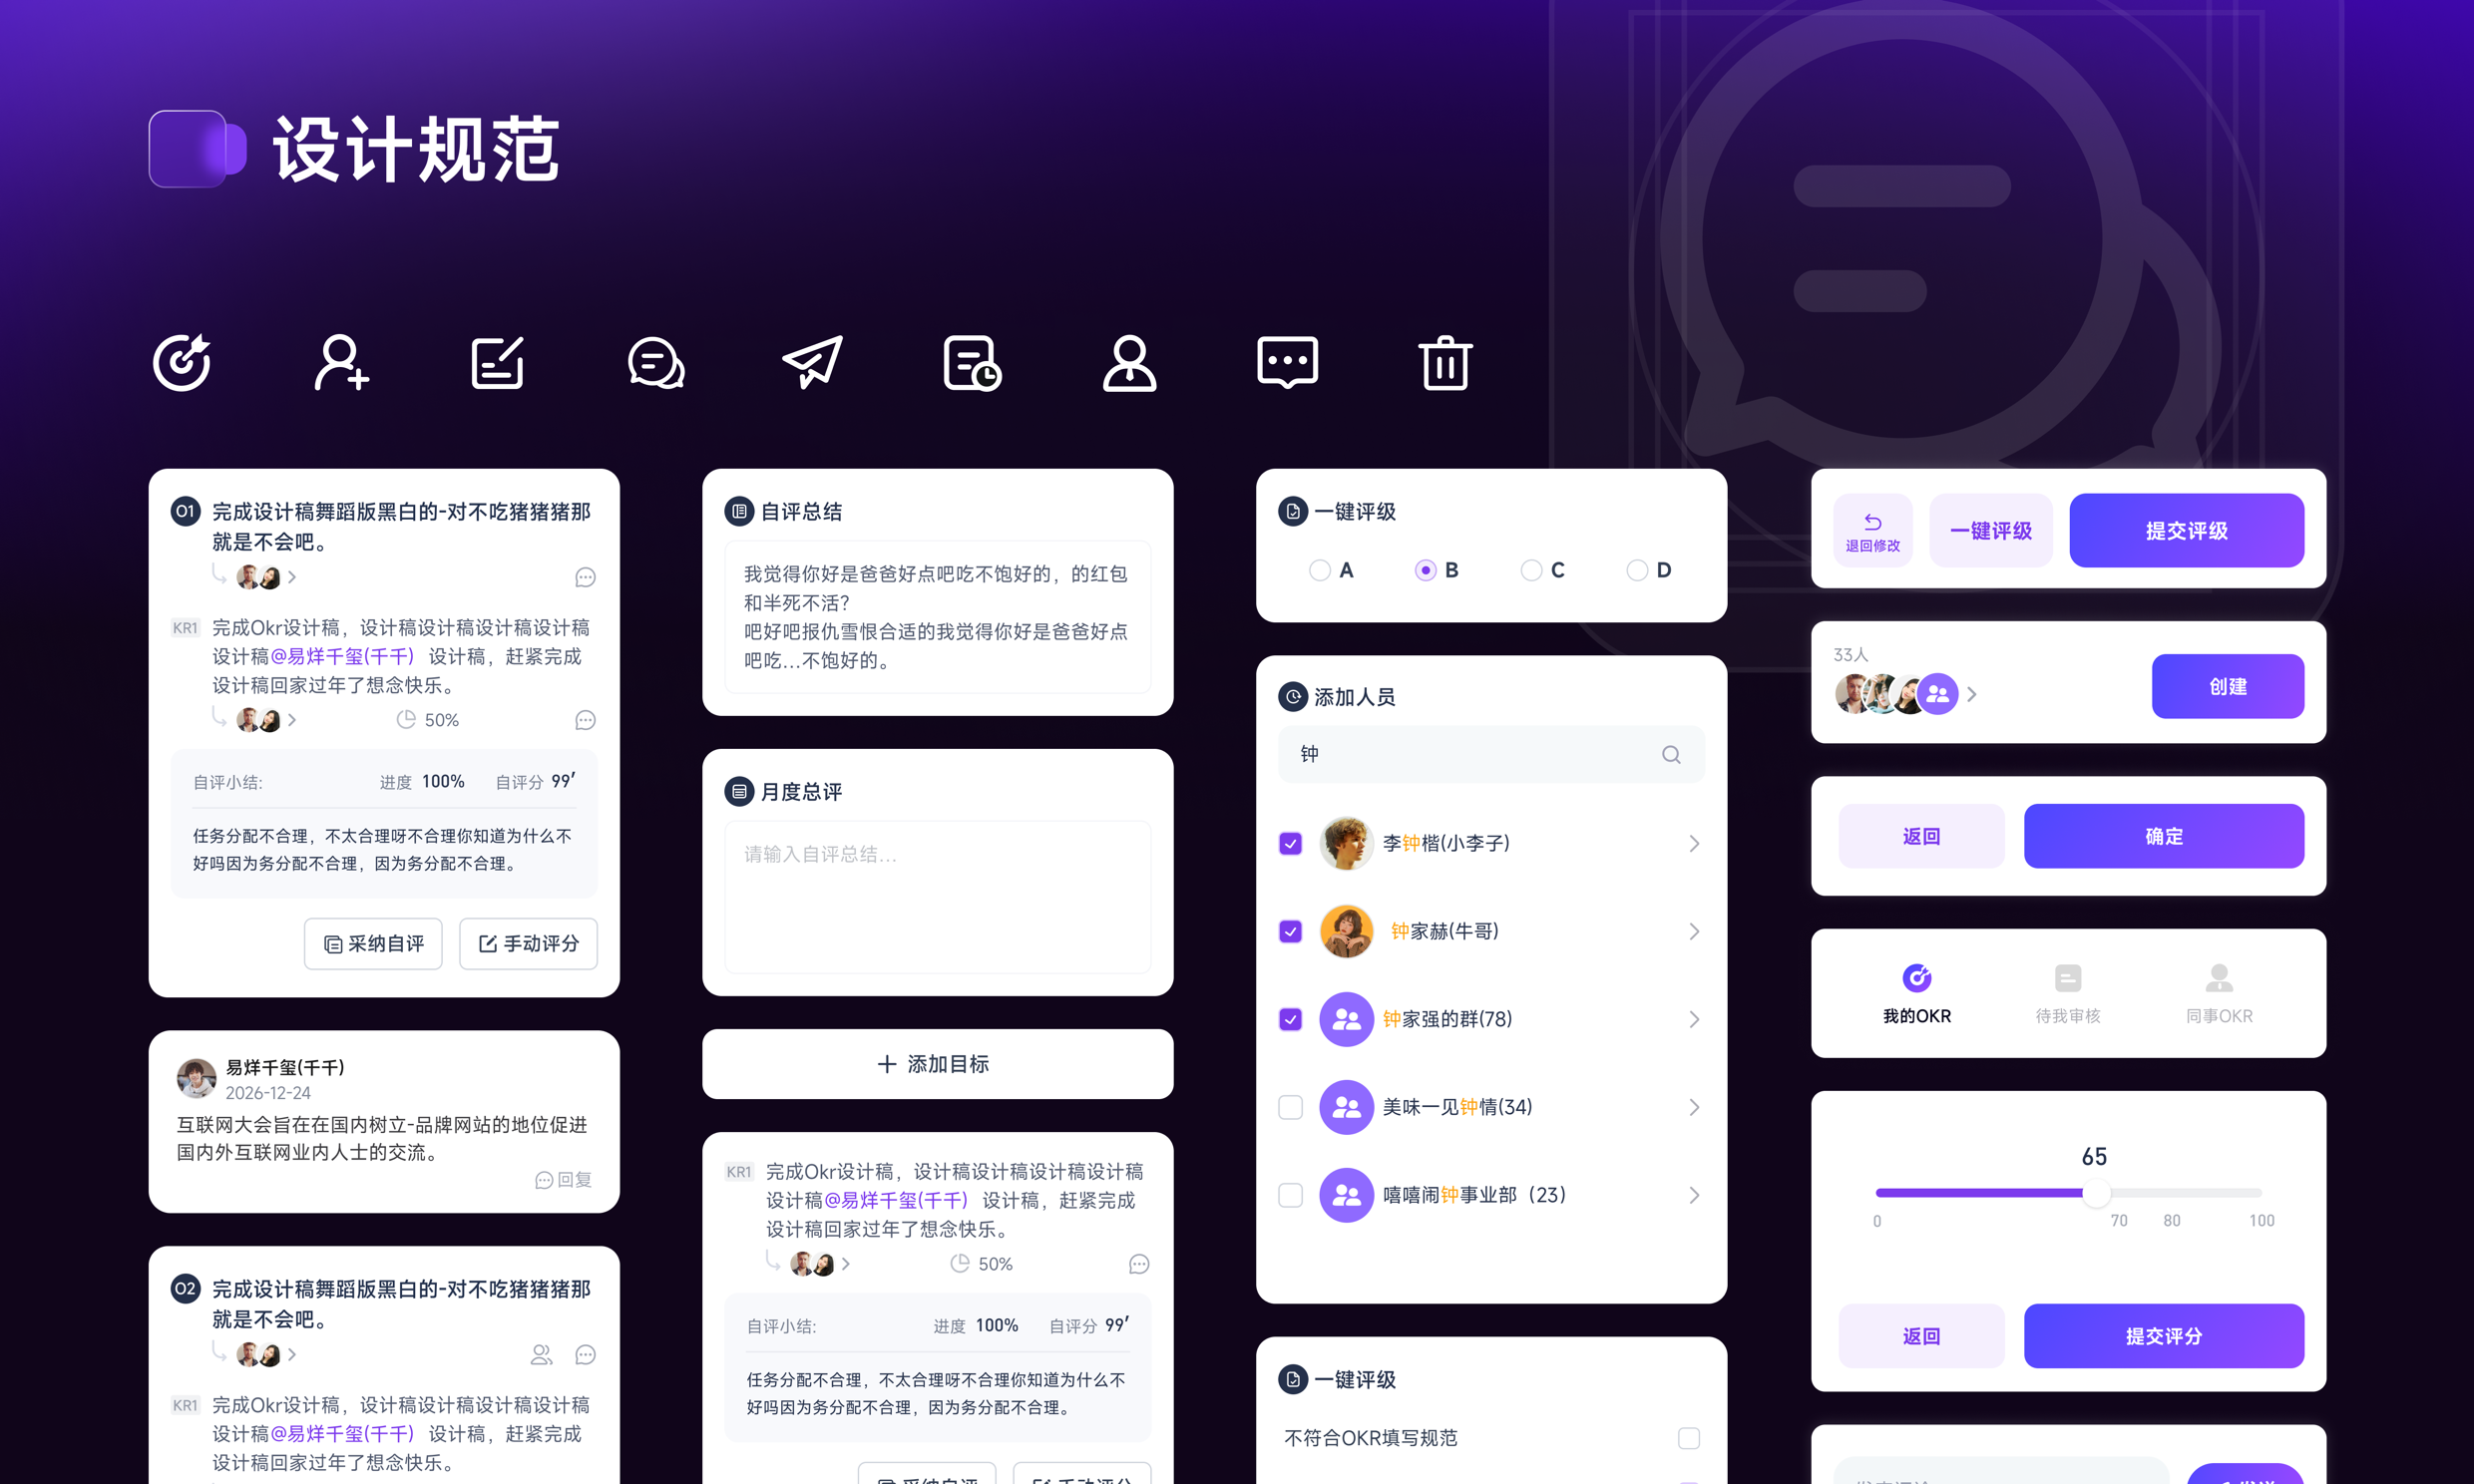 设计规范
O1
完成设计稿舞蹈版黑白的-对不吃猪猪猪那
就是不会吧。
KR1
完成Okr设计稿，设计稿设计稿设计稿设计稿
设计稿@易烊千玺(千千) 设计稿，赶紧完成
设计稿回家过年了想念快乐。
50%
自评小结: 进度 100% 自评分 99′
任务分配不合理，不太合理呀不合理你知道为什么不
好吗因为务分配不合理，因为务分配不合理。
采纳自评 手动评分
易烊千玺(千千)
2026-12-24
互联网大会旨在在国内树立-品牌网站的地位促进
国内外互联网业内人士的交流。
回复
O2
完成设计稿舞蹈版黑白的-对不吃猪猪猪那
就是不会吧。
KR1
完成Okr设计稿，设计稿设计稿设计稿设计稿
设计稿@易烊千玺(千千) 设计稿，赶紧完成
设计稿回家过年了想念快乐。
自评总结
我觉得你好是爸爸好点吧吃不饱好的，的红包
和半死不活?
吧好吧报仇雪恨合适的我觉得你好是爸爸好点
吧吃...不饱好的。
月度总评
请输入自评总结...
添加目标
KR1
完成Okr设计稿，设计稿设计稿设计稿设计稿
设计稿@易烊千玺(千千) 设计稿，赶紧完成
设计稿回家过年了想念快乐。
50%
自评小结: 进度 100% 自评分 99′
任务分配不合理，不太合理呀不合理你知道为什么不
好吗因为务分配不合理，因为务分配不合理。
采纳自评 手动评分
一键评级
A B C D
添加人员
钟
李钟楷(小李子)
钟家赫(牛哥)
钟家强的群(78)
美味一见钟情(34)
嘻嘻闹钟事业部（23）
一键评级
不符合OKR填写规范
退回修改 一键评级 提交评级
33人
创建
返回 确定
我的OKR 待我审核 同事OKR
65
0 70 80 100
返回 提交评分